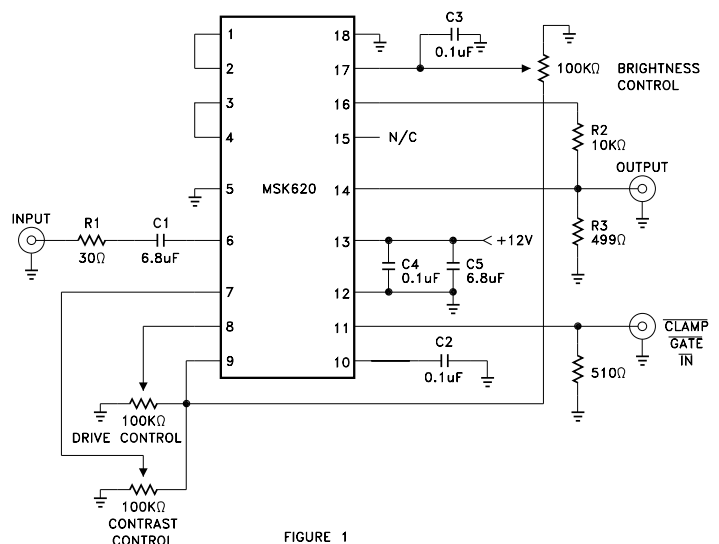 C3
1
18
0.1uF
2
17
100KΩ
BRIGHTNESS
CONTROL
3
16
R2
10KΩ
4
15
N/C
OUTPUT
5
MSK620
14
INPUT
R1
C1
R3
499Ω
6
13
+12V
30Ω
6.8uF
C4
0.1uF
C5
6.8uF
7
12
8
11
CLAMP
GATE
IN
C2
9
10
0.1uF
510Ω
100KΩ
DRIVE CONTROL
100KΩ
CONTRAST
CONTROL
FIGURE 1